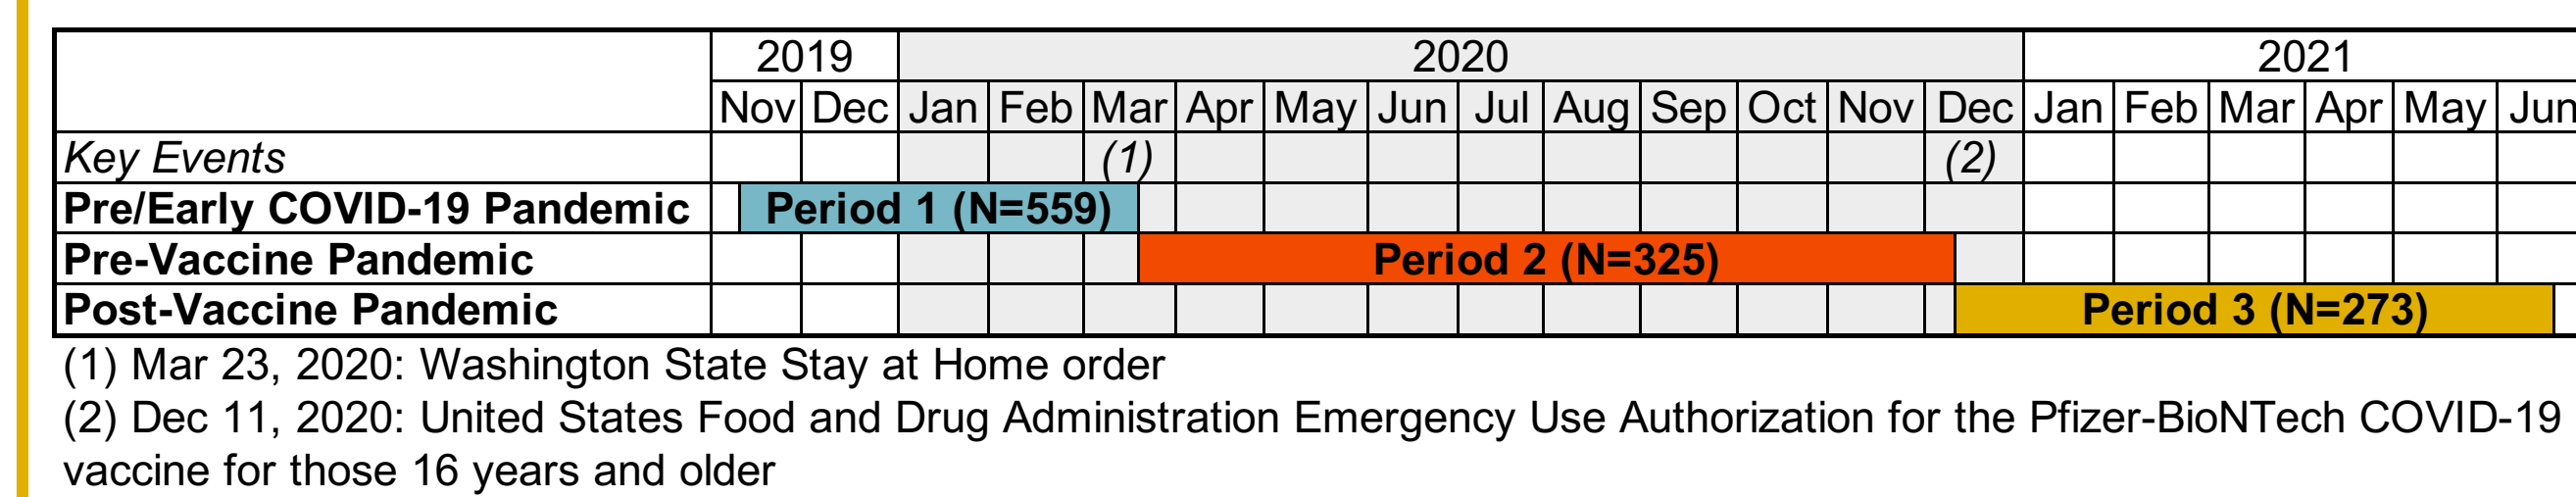 2019 2020 2021
Nov Dec Jan Feb Mar Apr May Jun Jul Aug Sep Oct Nov Dec Jan Feb Mar Apr May Jun
Key Events (1) (2)
Pre/Early COVID-19 Pandemic Period 1 (N=559)
Pre-Vaccine Pandemic Period 2 (N=325)
Post-Vaccine Pandemic Period 3 (N=273)
(1) Mar 23, 2020: Washington State Stay at Home order
(2) Dec 11, 2020: United States Food and Drug Administration Emergency Use Authorization for the Pfizer-BioNTech COVID-19
vaccine for those 16 years and older